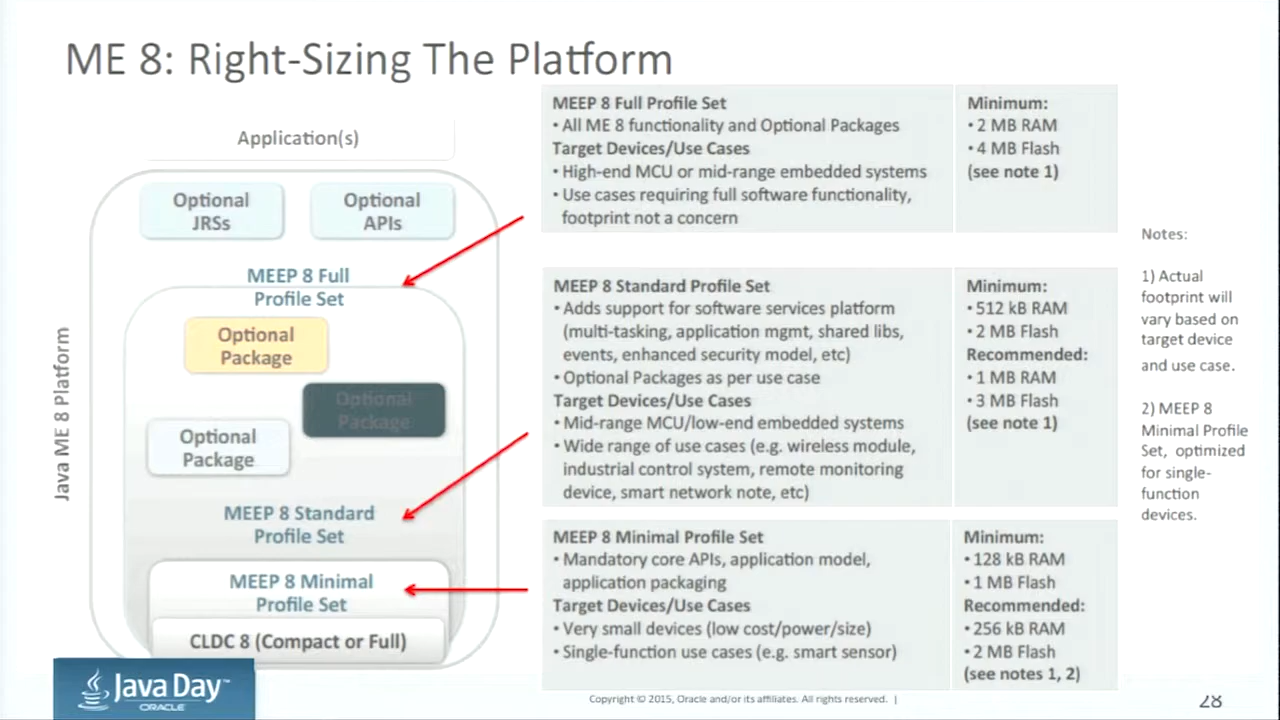 ME 8: Right-Sizing The Platform
Application(s)
Optional
JRSs
Optional
APIs
MEEP 8 Full
Profile Set
Optional
Package
Optional
Package
Optional
Package
MEEP 8 Standard
Profile Set
MEEP 8 Minimal
Profile Set
CLDC 8 (Compact or Full)
Java ME 8 Platform
MEEP 8 Full Profile Set
• All ME 8 functionality and Optional Packages
Target Devices/Use Cases
• High-end MCU or mid-range embedded systems
• Use cases requiring full software functionality,
footprint not a concern
Minimum:
• 2 MB RAM
• 4 MB Flash
(see note 1)
MEEP 8 Standard Profile Set
• Adds support for software services platform
(multi-tasking, application mgmt, shared libs,
events, enhanced security model, etc)
• Optional Packages as per use case
Target Devices/Use Cases
• Mid-range MCU/low-end embedded systems
• Wide range of use cases (e.g. wireless module,
industrial control system, remote monitoring
device, smart network note, etc)
Minimum:
• 512 kB RAM
• 2 MB Flash
Recommended:
• 1 MB RAM
• 3 MB Flash
(see note 1)
MEEP 8 Minimal Profile Set
• Mandatory core APIs, application model,
application packaging
Target Devices/Use Cases
• Very small devices (low cost/power/size)
• Single-function use cases (e.g. smart sensor)
Minimum:
• 128 kB RAM
• 1 MB Flash
Recommended:
• 256 kB RAM
• 2 MB Flash
(see notes 1, 2)
Notes:
1) Actual
footprint will
vary based on
target device
and use case.
2) MEEP 8
Minimal Profile
Set, optimized
for single-
function
devices.
Java Day™
ORACLE
Copyright © 2015, Oracle and/or its affiliates. All rights reserved. |
28